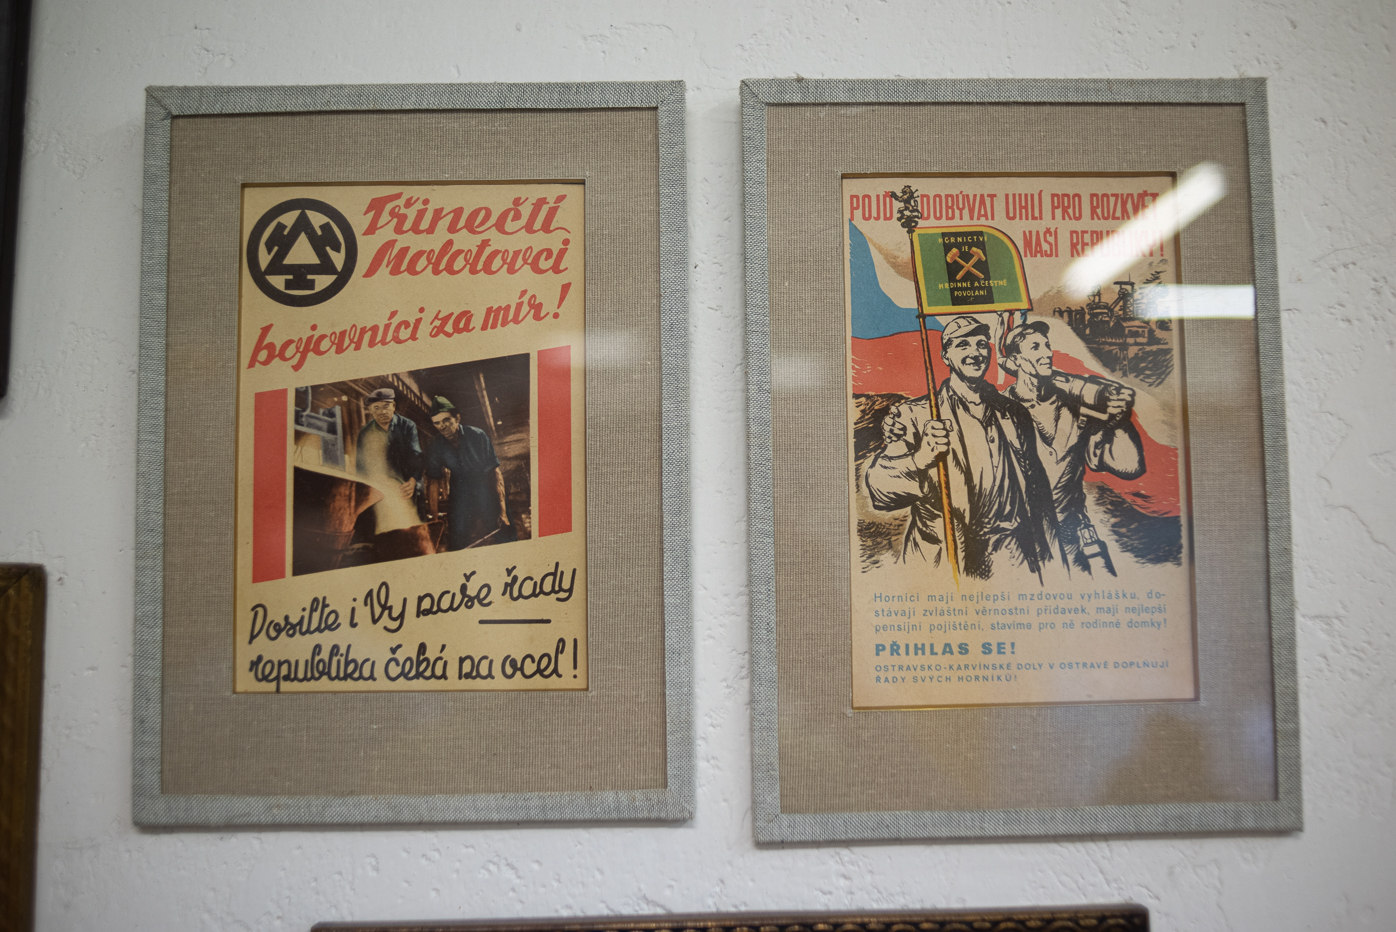 Třinečtí
Molotovci
bojovníci za mír!
Posilte i Vy naše řady
republika čeká na ocel!
POJĎ DOBÝVAT UHLÍ PRO ROZKVĚT
NAŠÍ REPUBLIKY!
HORNICTVÍ
JE
HRDINNÉ A ČESTNÉ
POVOLÁNÍ
Horníci mají nejlepší mzdovou vyhlášku, do-
stávají zvláštní věrnostní přídavek, mají nejlepší
pensijní pojištění, stavíme pro ně rodinné domky!
PŘIHLAS SE!
OSTRAVSKO-KARVINSKÉ DOLY V OSTRAVĚ DOPLŇUJÍ
ŘADY SVÝCH HORNÍKŮ!